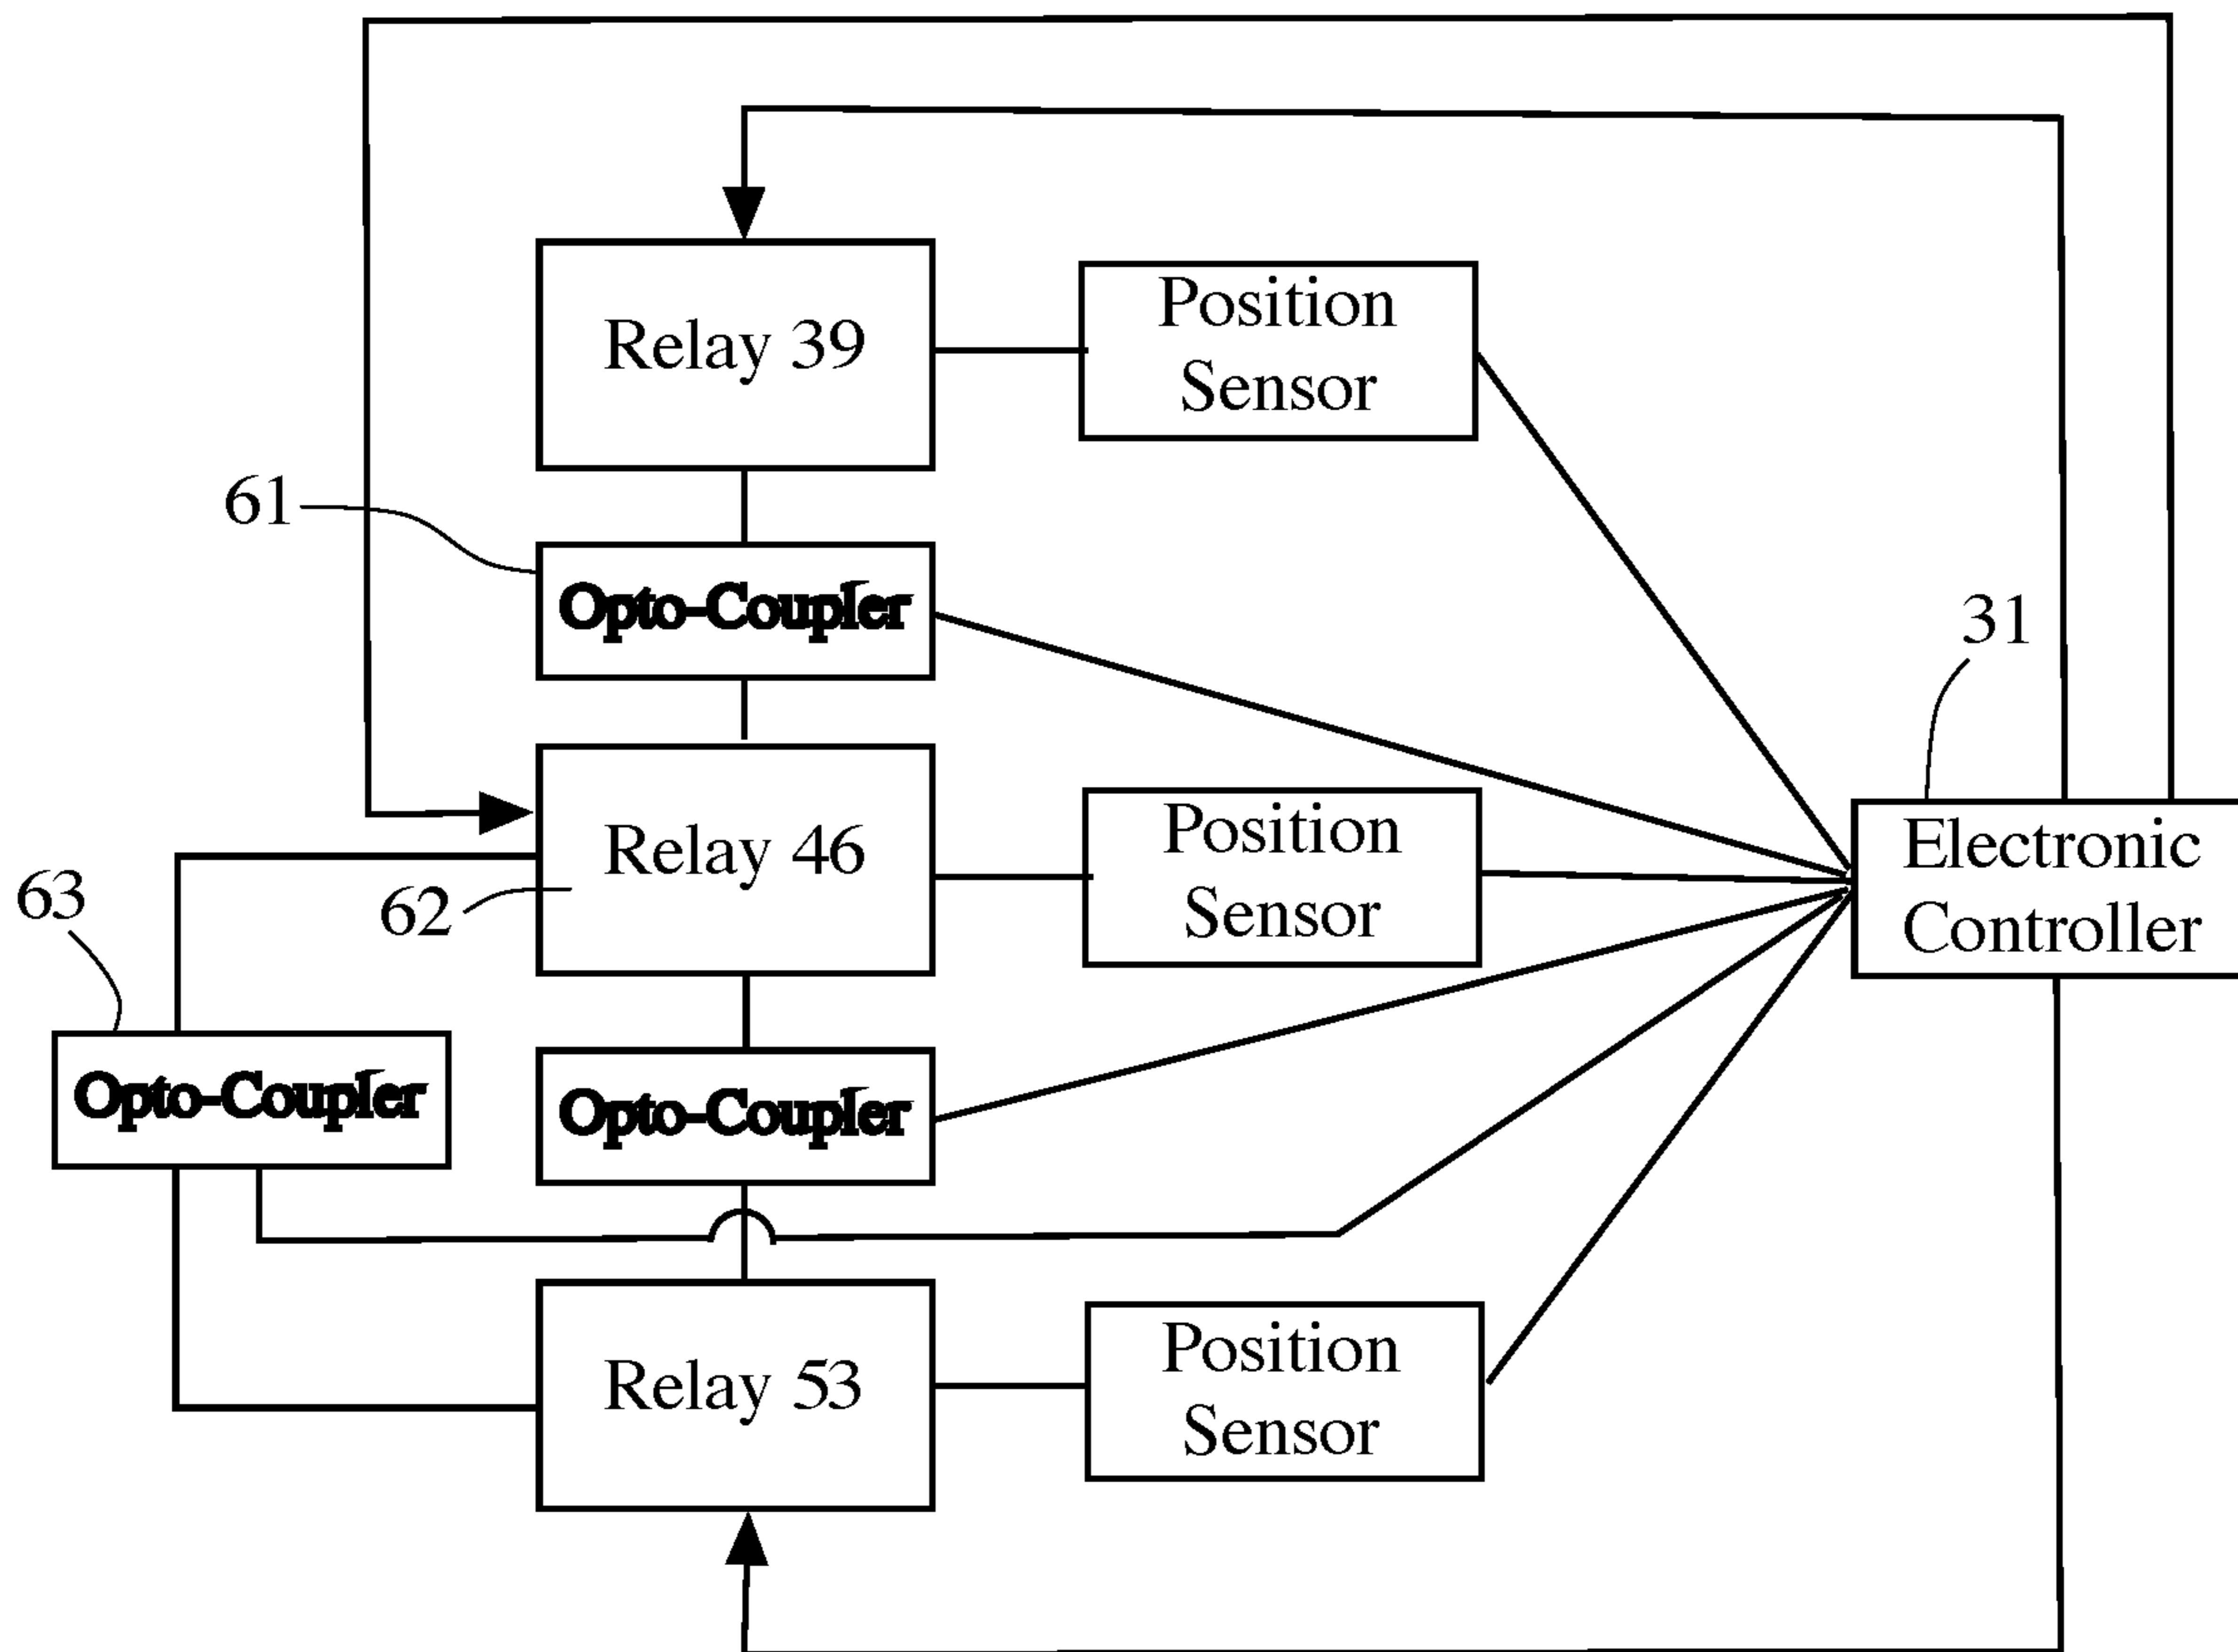 Relay 39
Position
Sensor
61
Opto-Coupler
31
Relay 46
Position
Sensor
Electronic
Controller
62
63
Opto-Coupler
Opto-Coupler
Relay 53
Position
Sensor